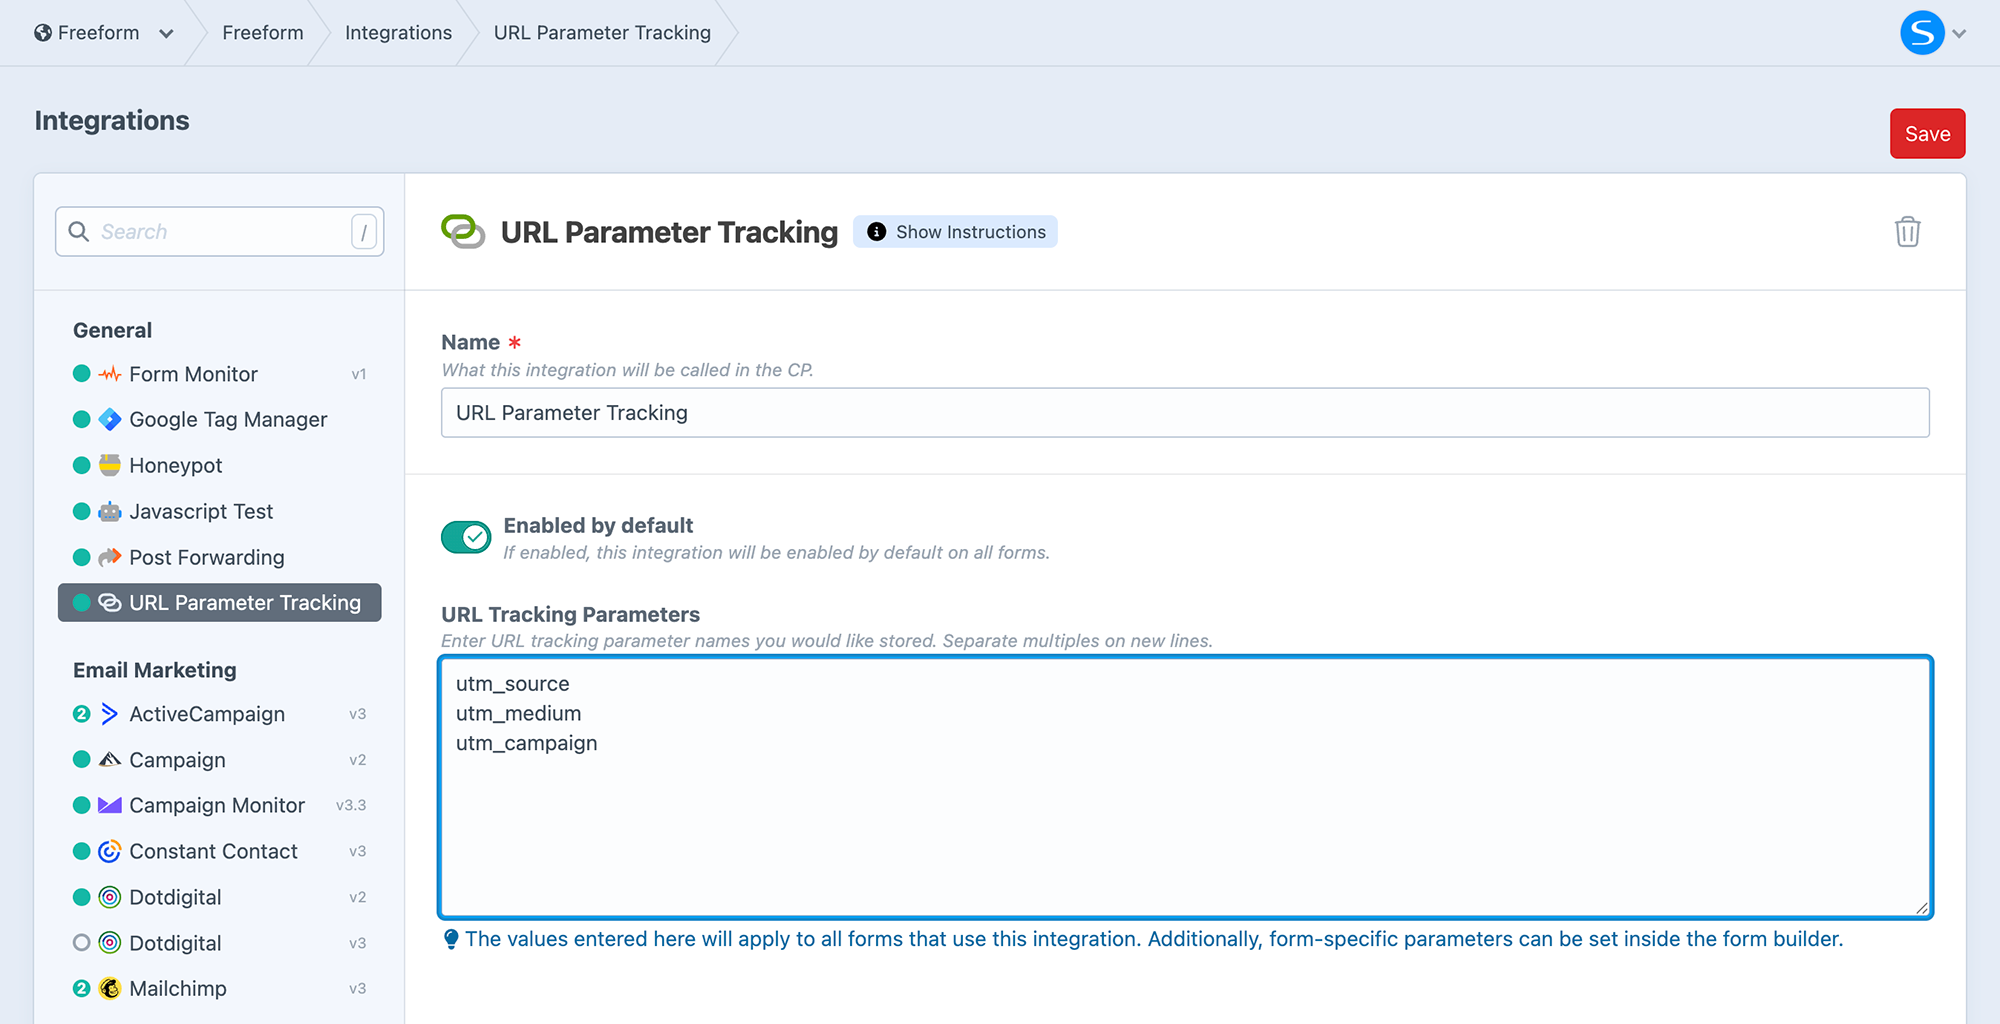 Freeform
Freeform
Integrations
URL Parameter Tracking
S
Integrations
Save
Search
/
URL Parameter Tracking
Show Instructions
General
Form Monitor v1
Google Tag Manager
Honeypot
Javascript Test
Post Forwarding
URL Parameter Tracking
Email Marketing
2 ActiveCampaign v3
Campaign v2
Campaign Monitor v3.3
Constant Contact v3
Dotdigital v2
Dotdigital v3
2 Mailchimp v3
Name *
What this integration will be called in the CP.
URL Parameter Tracking
Enabled by default
If enabled, this integration will be enabled by default on all forms.
URL Tracking Parameters
Enter URL tracking parameter names you would like stored. Separate multiples on new lines.
utm_source
utm_medium
utm_campaign
The values entered here will apply to all forms that use this integration. Additionally, form-specific parameters can be set inside the form builder.